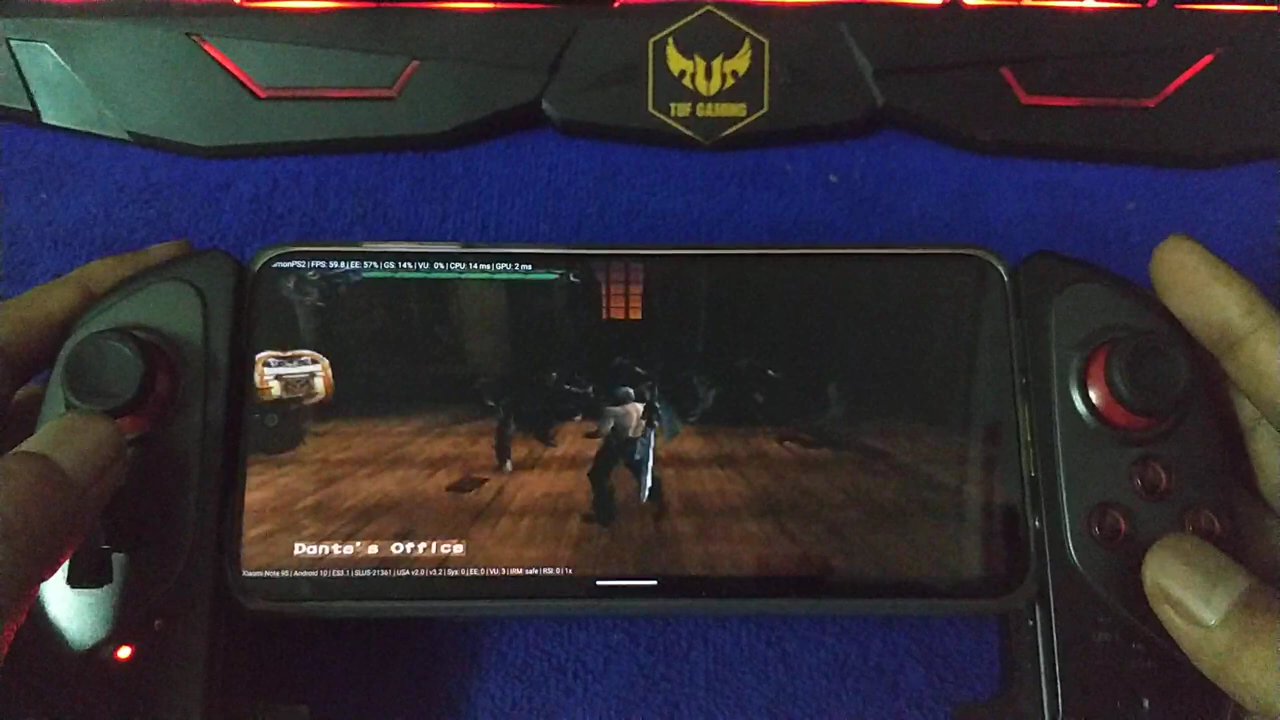 TUF GAMING
monPS2 | FPS: 59.8 | EE: 57% | GS: 14% | VU: 0% | CPU: 14 ms | GPU: 2 ms
Dante's Office
Xiaomi Note 9S | Android 10 | ES3.1 | SLUS-21361 | USA v2.0 | v3.2 | Sys: 0 | EE: 0 | VU: 3 | IRM: safe | RSI: 0 | 1x